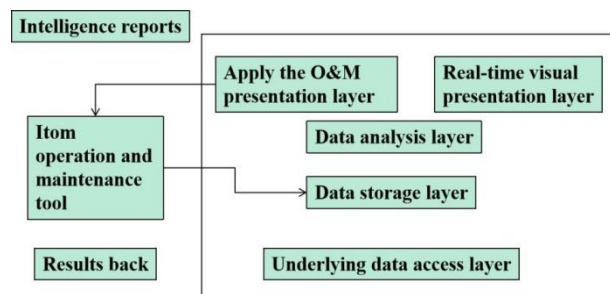 Intelligence reports
Apply the O&M
presentation layer
Real-time visual
presentation layer
Itom
operation and
maintenance
tool
Data analysis layer
Data storage layer
Results back
Underlying data access layer